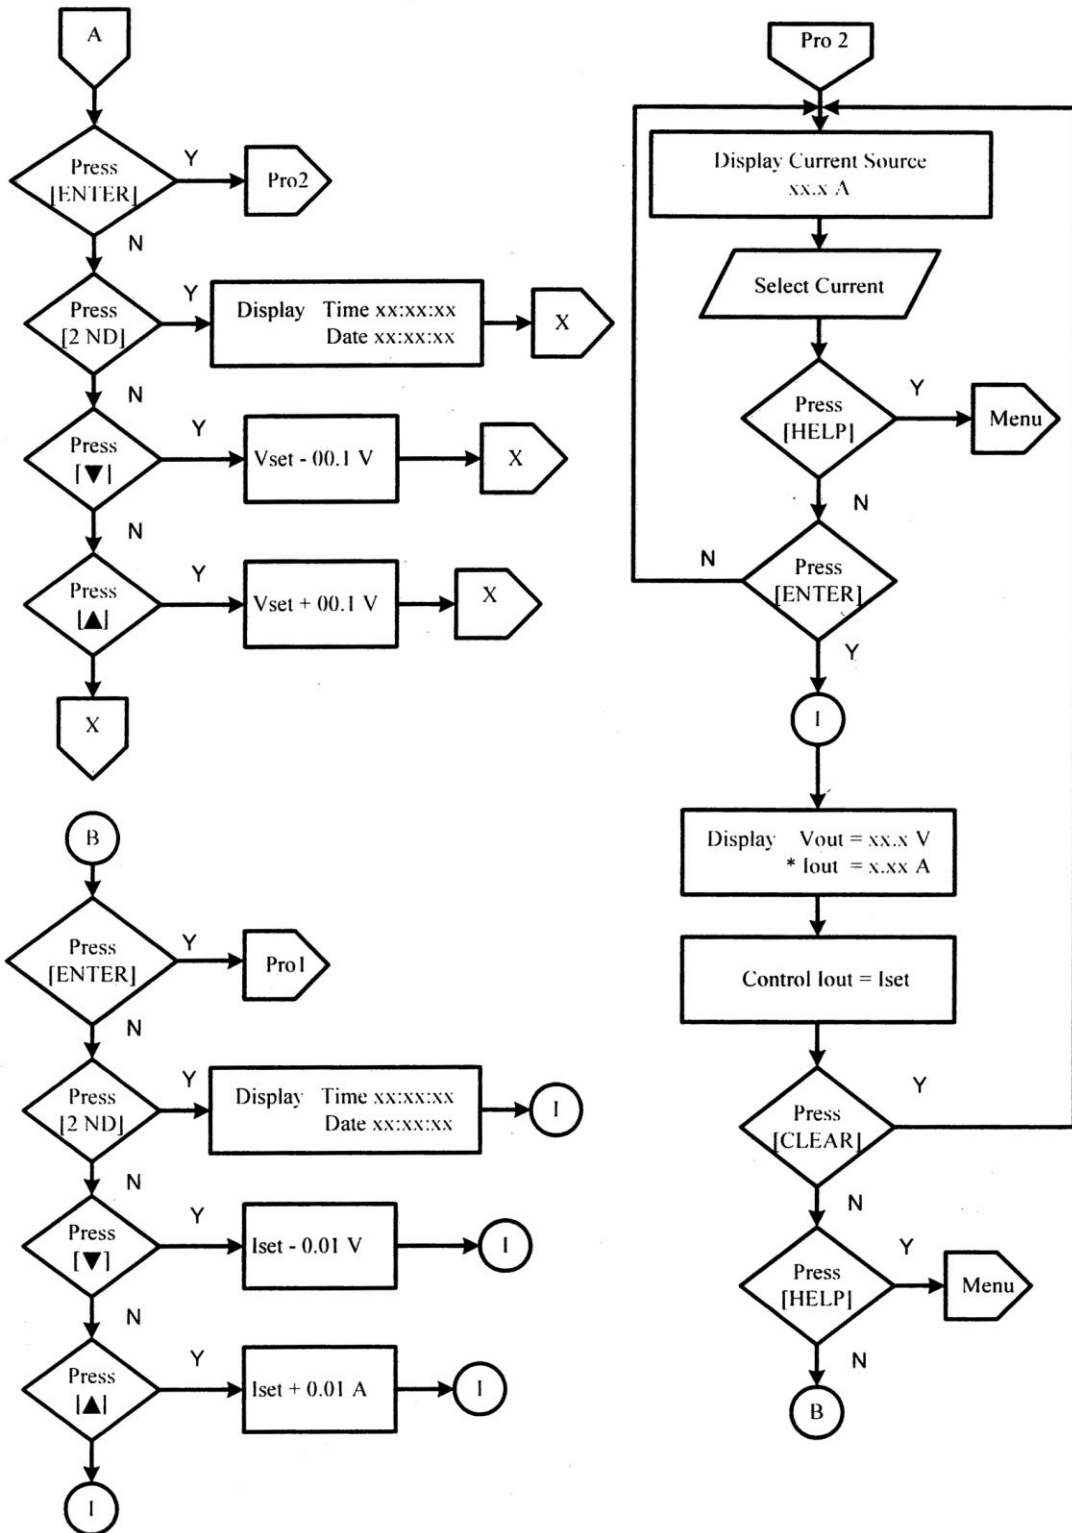 A
Press
[ENTER]
Y
Pro2
N
Press
[2 ND]
Y
Display Time xx:xx:xx
Date xx:xx:xx
X
N
Press
[▼]
Y
Vset - 00.1 V
X
N
Press
[▲]
Y
Vset + 00.1 V
X
X
B
Press
[ENTER]
Y
Pro1
N
Press
[2 ND]
Y
Display Time xx:xx:xx
Date xx:xx:xx
I
N
Press
[▼]
Y
Iset - 0.01 V
I
N
Press
[▲]
Y
Iset + 0.01 A
I
I
Pro 2
Display Current Source
xx.x A
Select Current
Press
[HELP]
Y
Menu
N
Press
[ENTER]
N
Y
I
Display Vout = xx.x V
* Iout = x.xx A
Control Iout = Iset
Press
[CLEAR]
Y
N
Press
[HELP]
Y
Menu
N
B